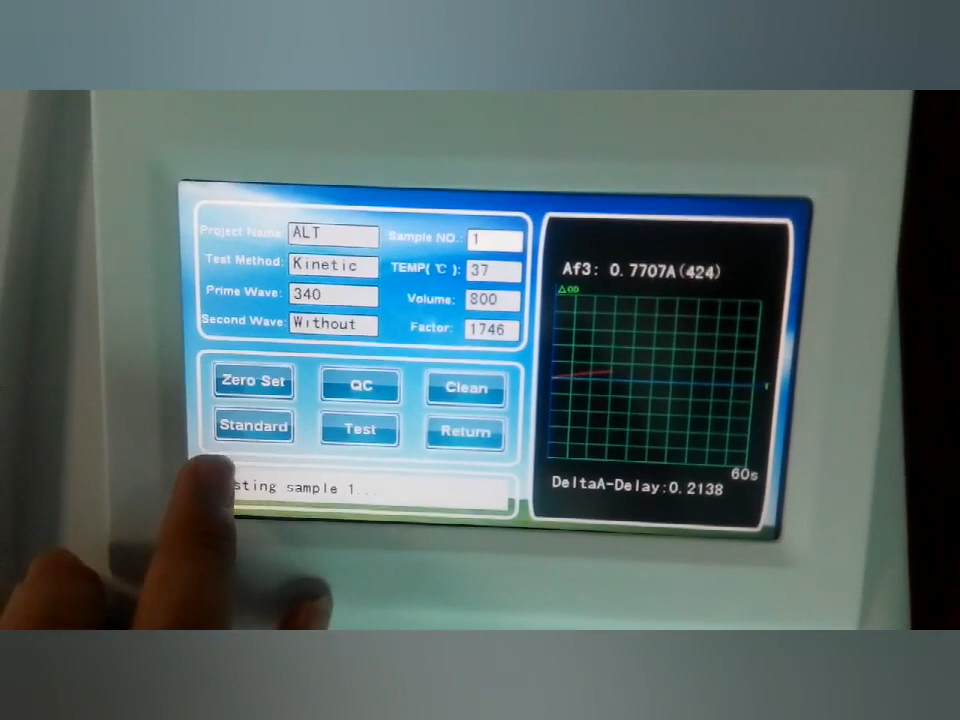 Project Name: ALT Sample NO.: 1
Test Method: Kinetic TEMP(℃): 37
Prime Wave: 340 Volume: 800
Second Wave: Without Factor: 1746
Zero Set QC Clean
Standard Test Return
sting sample 1...
Af3: 0.7707A(424)
△OD
60s
DeltaA-Delay:0.2138